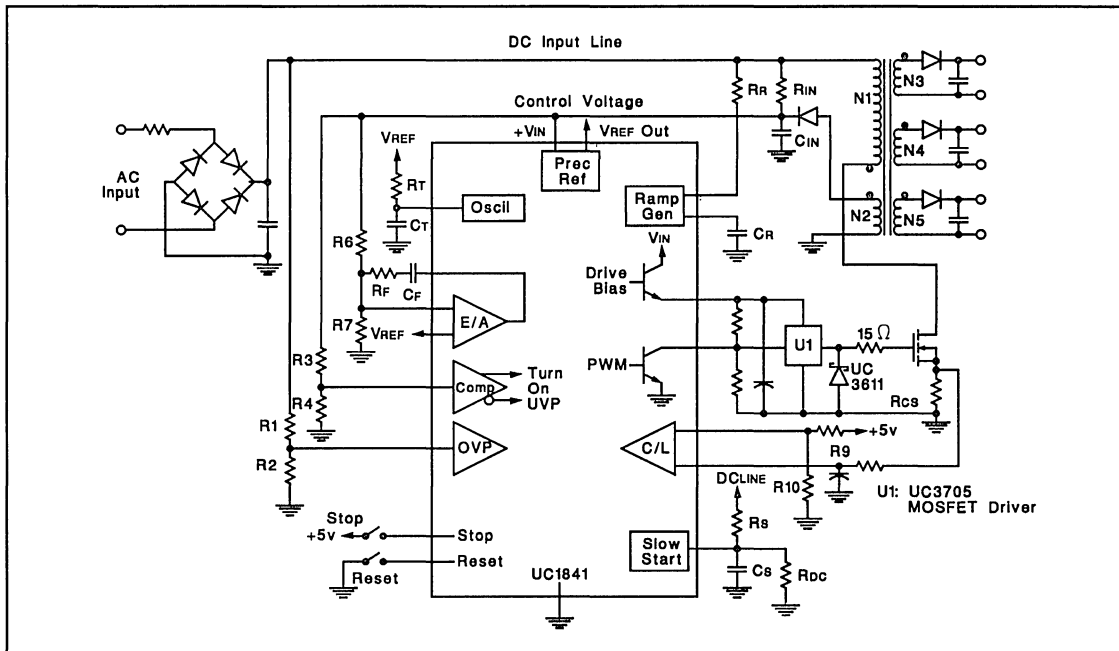 DC Input Line
Control Voltage
+VIN
VREF Out
AC
Input
VREF
RT
CT
Oscil
Prec
Ref
RR
RIN
CIN
Ramp
Gen
CR
N1
N2
N3
N4
N5
R6
RF
CF
R7
VREF
E/A
R3
R4
Comp
Turn
On
UVP
R1
R2
OVP
VIN
Drive
Bias
PWM
U1
15 Ω
UC
3611
RCS
C/L
+5v
R9
R10
U1: UC3705
MOSFET Driver
DCLINE
RS
CS
RDC
Slow
Start
Stop
+5v
Stop
Reset
Reset
UC1841